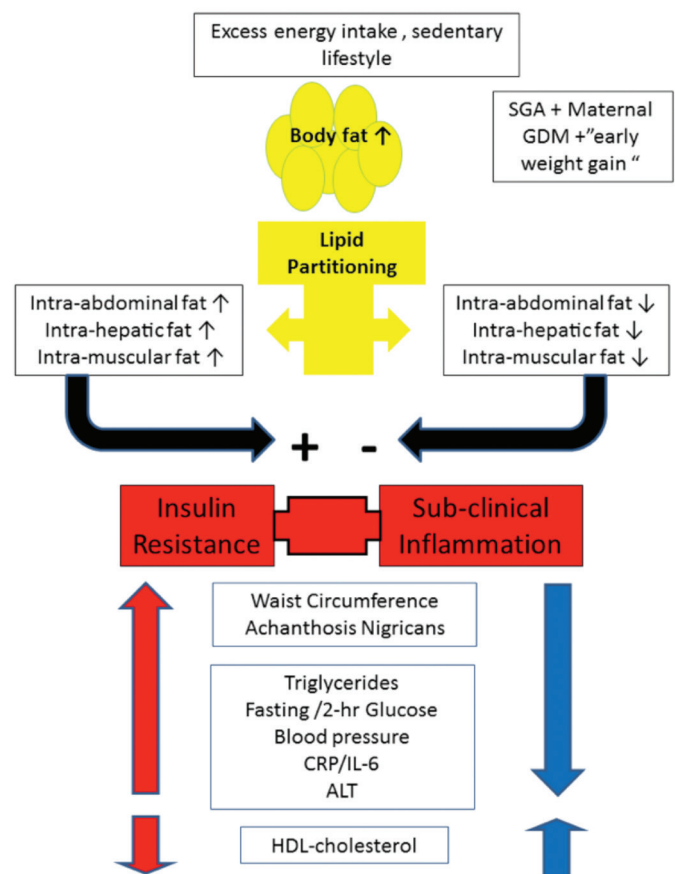 Excess energy intake , sedentary
lifestyle
Body fat ↑
SGA + Maternal
GDM +”early
weight gain “
Lipid
Partitioning
Intra-abdominal fat ↑
Intra-hepatic fat ↑
Intra-muscular fat ↑
Intra-abdominal fat ↓
Intra-hepatic fat ↓
Intra-muscular fat ↓
+ -
Insulin
Resistance
Sub-clinical
Inflammation
Waist Circumference
Achanthosis Nigricans
Triglycerides
Fasting /2-hr Glucose
Blood pressure
CRP/IL-6
ALT
HDL-cholesterol